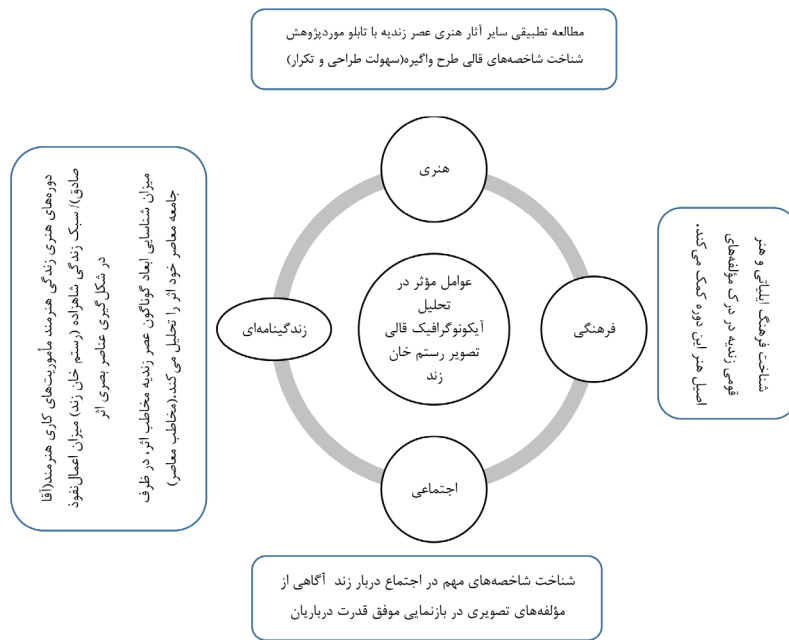 مطالعه تطبیقی سایر آثار هنری عصر زندیه با تابلو موردپژوهش
شناخت شاخصه‌های قالی طرح واگیره(سهولت طراحی و تکرار)
هنری
شناخت فرهنگ ایلیاتی و هنر
قومی زندیه در درک مؤلفه‌های
اصیل هنر این دوره کمک می‌کند.
فرهنگی
عوامل مؤثر در
تحلیل
آیکونوگرافیک قالی
تصویر رستم خان
زند
زندگینامه‌ای
دوره‌های هنری زندگی هنرمند مأموریت‌های کاری هنرمند(آقا
صادق)/ سبک زندگی شاهزاده (رستم خان زند) میزان اعمال‌نفوذ
در شکل‌گیری عناصر بصری اثر
میزان شناسایی ابعاد گوناگون عصر زندیه مخاطب اثر، در ظرف
جامعه معاصر خود اثر را تحلیل می‌کند.(مخاطب معاصر)
اجتماعی
شناخت شاخصه‌های مهم در اجتماع دربار زند آگاهی از
مؤلفه‌های تصویری در بازنمایی موفق قدرت درباریان